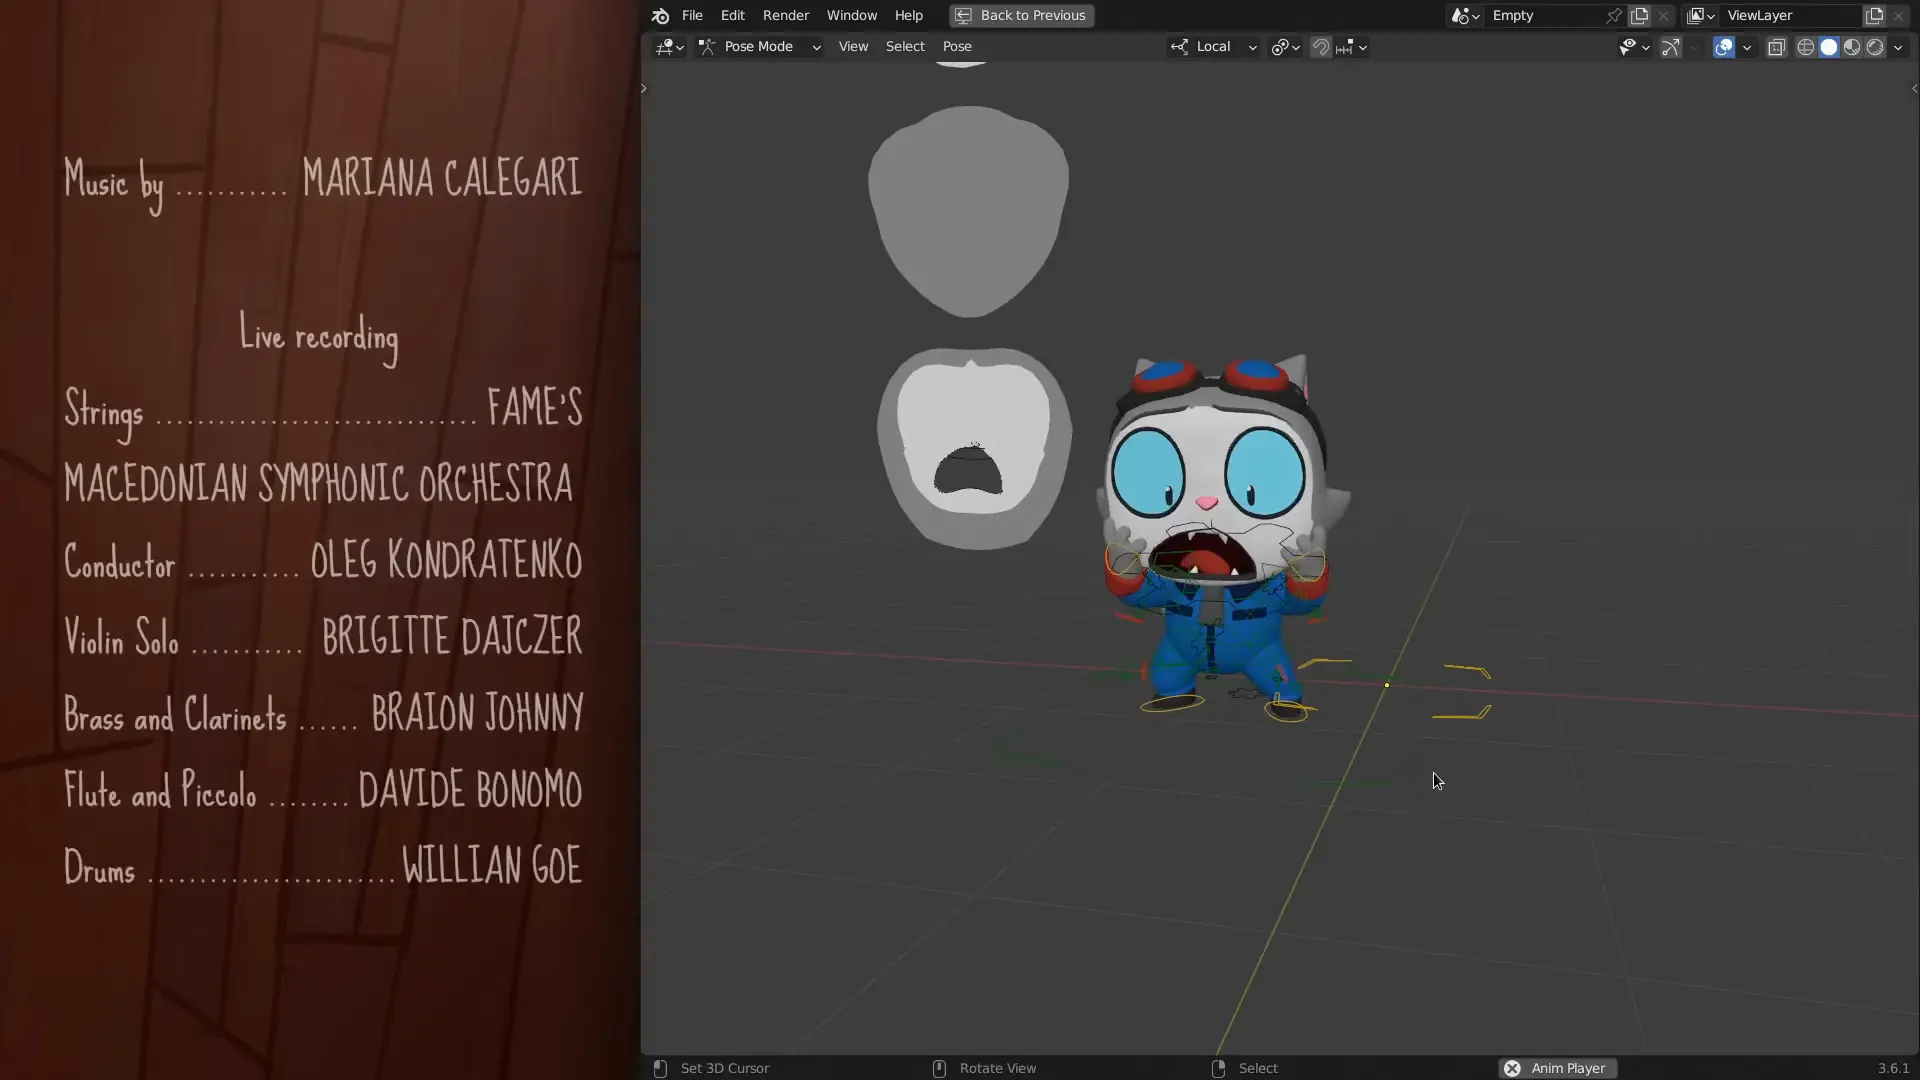 Music by ........... MARIANA CALEGARI
Live recording
Strings ............................. FAME'S
MACEDONIAN SYMPHONIC ORCHESTRA
Conductor ........... OLEG KONDRATENKO
Violin Solo ........... BRIGITTE DAJCZER
Brass and Clarinets ...... BRAION JOHNNY
Flute and Piccolo ........ DAVIDE BONOMO
Drums ...................... WILLIAN GOE
File Edit Render Window Help Back to Previous Empty ViewLayer
Pose Mode View Select Pose Local
Set 3D Cursor Rotate View Select Anim Player 3.6.1